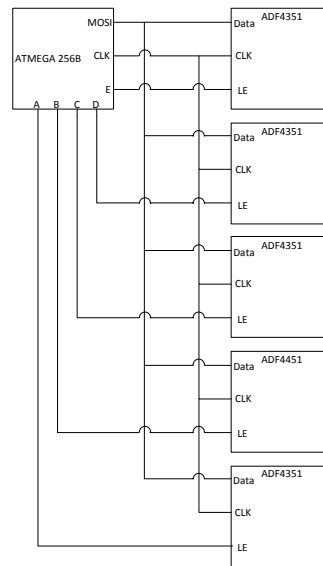 MOSI
ATMEGA 256B
CLK
E
A B C D
ADF4351
Data
CLK
LE
ADF4351
Data
CLK
LE
ADF4351
Data
CLK
LE
ADF4451
Data
CLK
LE
ADF4351
Data
CLK
LE